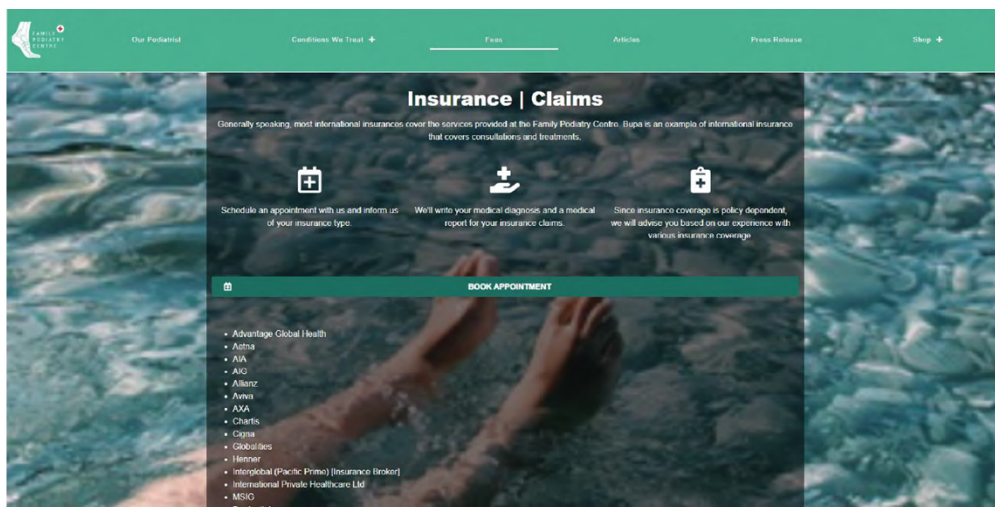 FAMILY
PODIATRY
CENTRE
Our Podiatrist
Conditions We Treat +
Fees
Articles
Press Release
Shop +
Insurance | Claims
Generally speaking, most international insurances cover the services provided at the Family Podiatry Centre. Bupa is an example of international insurance
that covers consultations and treatments.
Schedule an appointment with us and inform us
of your insurance type.
We'll write your medical diagnosis and a medical
report for your insurance claims.
Since insurance coverage is policy dependent,
we will advise you based on our experience with
various insurance coverage
BOOK APPOINTMENT
• Advantage Global Health
• Aetna
• AIA
• AIG
• Allianz
• Aviva
• AXA
• Chartis
• Cigna
• Globalities
• Henner
• Interglobal (Pacific Prime) [Insurance Broker]
• International Private Healthcare Ltd
• MSIG